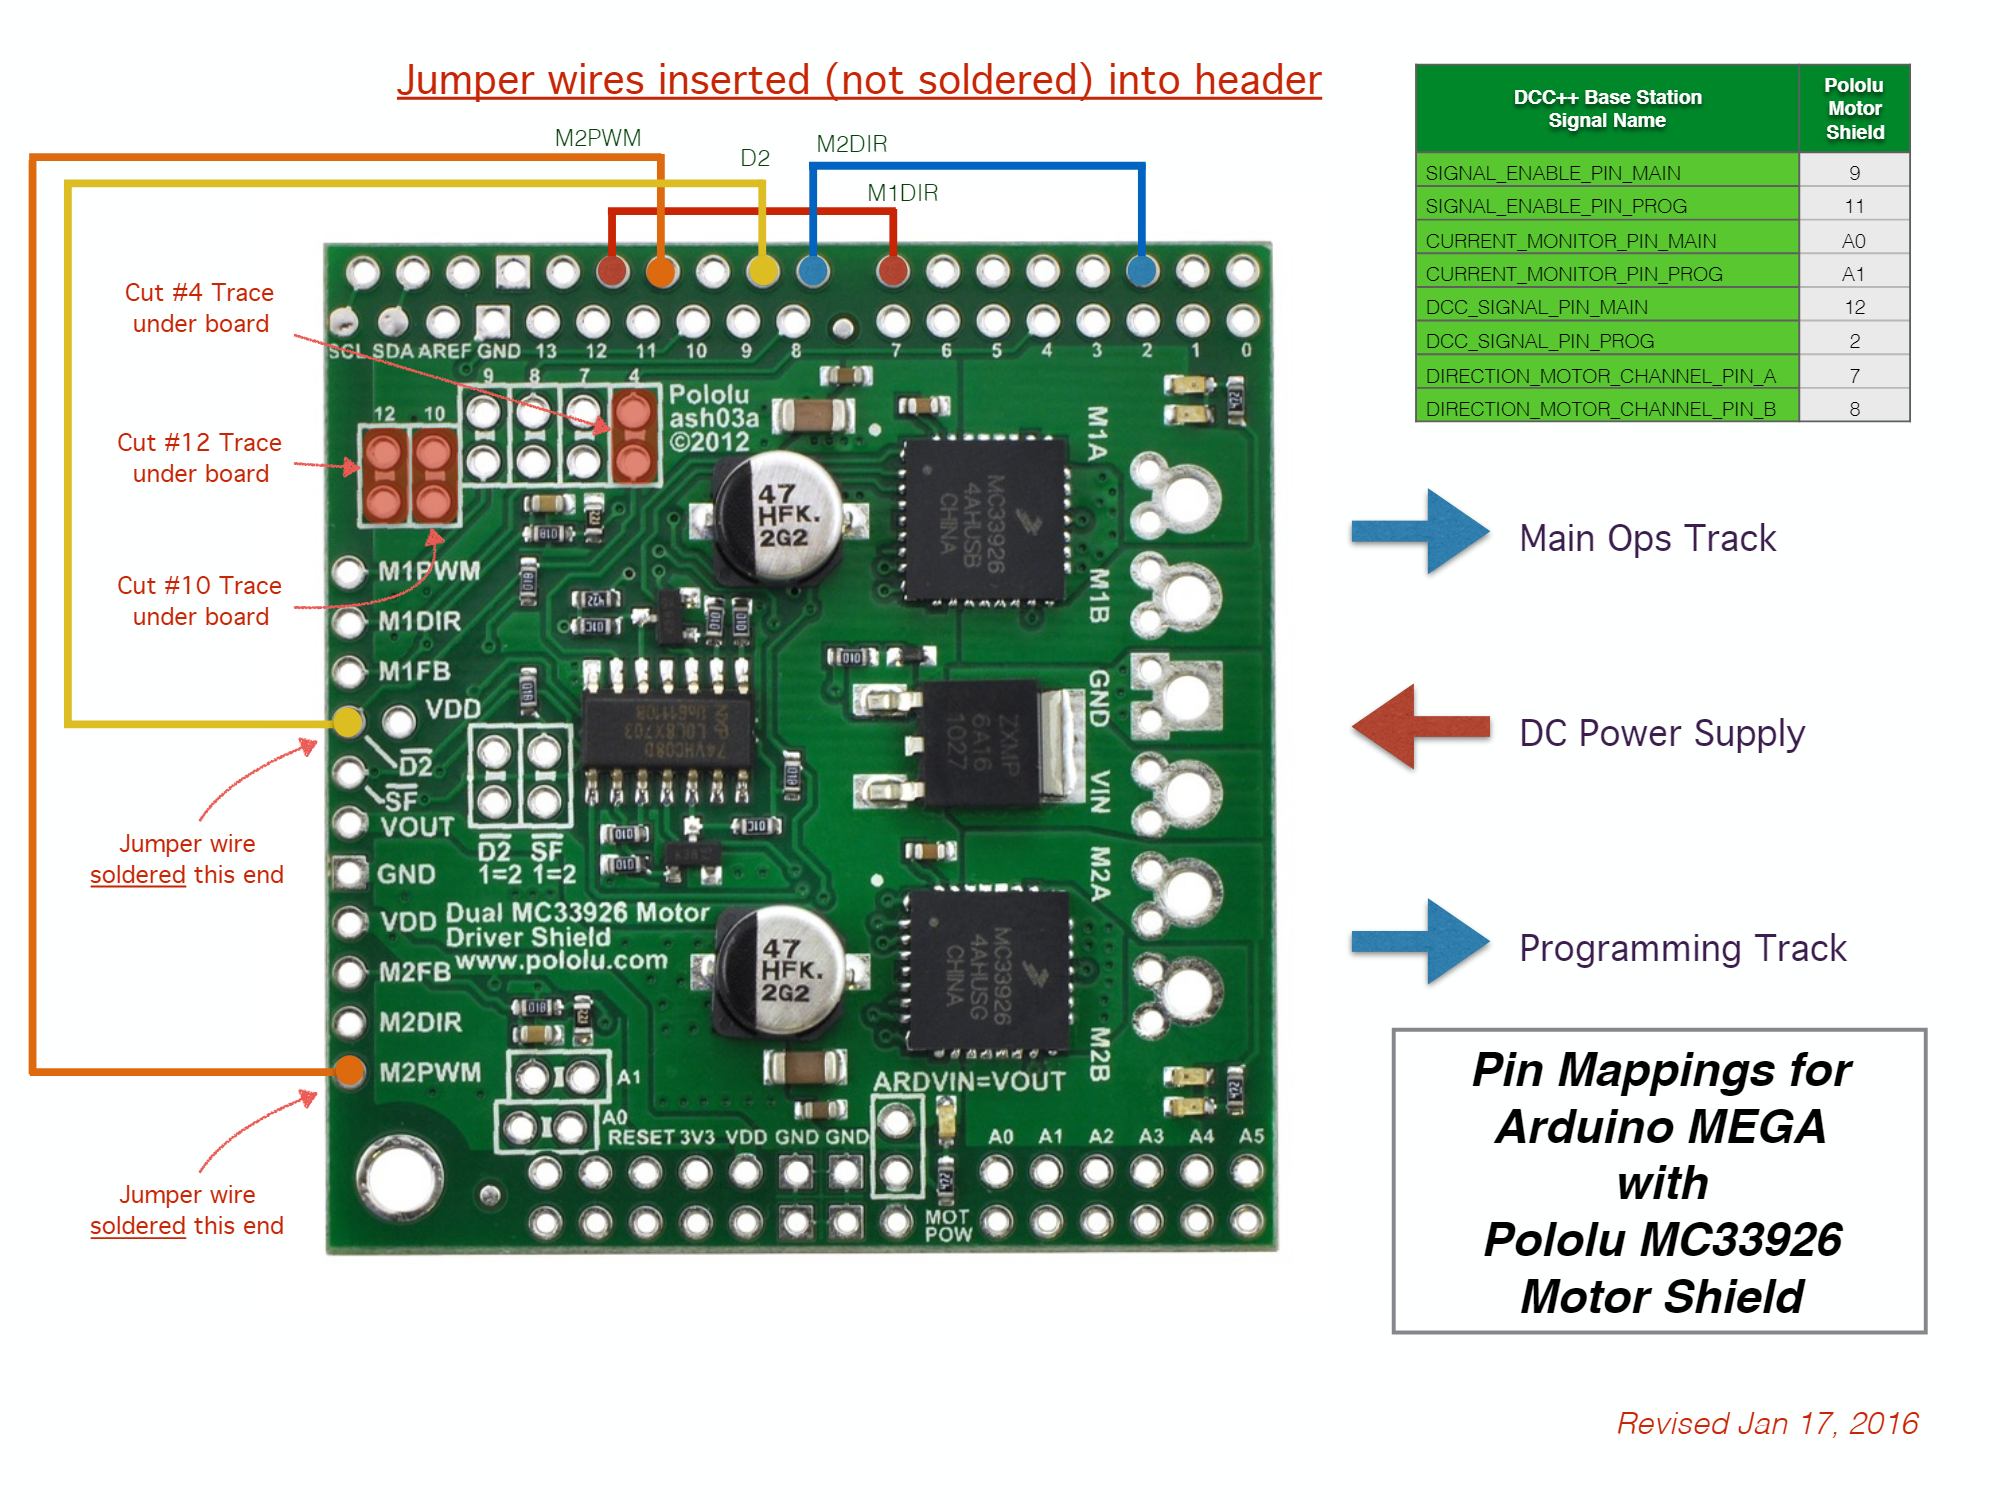 Jumper wires inserted (not soldered) into header
M2PWM
D2
M2DIR
M1DIR
DCC++ Base Station
Signal Name
Pololu
Motor
Shield
SIGNAL_ENABLE_PIN_MAIN 9
SIGNAL_ENABLE_PIN_PROG 11
CURRENT_MONITOR_PIN_MAIN A0
CURRENT_MONITOR_PIN_PROG A1
DCC_SIGNAL_PIN_MAIN 12
DCC_SIGNAL_PIN_PROG 2
DIRECTION_MOTOR_CHANNEL_PIN_A 7
DIRECTION_MOTOR_CHANNEL_PIN_B 8
Cut #4 Trace
under board
Cut #12 Trace
under board
Cut #10 Trace
under board
SCL SDA AREF GND 13 12 11 10 9 8 7 6 5 4 3 2 1 0
9 8 7 4
12 10
Pololu
ash03a
©2012
47
HFK.
2G2
MC33926
4AHUSB
CHINA
M1A
M1B
GND
VIN
M2A
M2B
M1PWM
M1DIR
M1FB
VDD
D2
SF
VOUT
GND
VDD
M2FB
M2DIR
M2PWM
D2 SF
1=2 1=2
74VHC08D
ZXMP
6A16
1027
Dual MC33926 Motor
Driver Shield
www.pololu.com
47
HFK.
2G2
MC33926
4AHUSG
CHINA
A1
A0
ARDVIN=VOUT
RESET 3V3 VDD GND GND
A0 A1 A2 A3 A4 A5
MOT
POW
Jumper wire
soldered this end
Jumper wire
soldered this end
Main Ops Track
DC Power Supply
Programming Track
Pin Mappings for
Arduino MEGA
with
Pololu MC33926
Motor Shield
Revised Jan 17, 2016